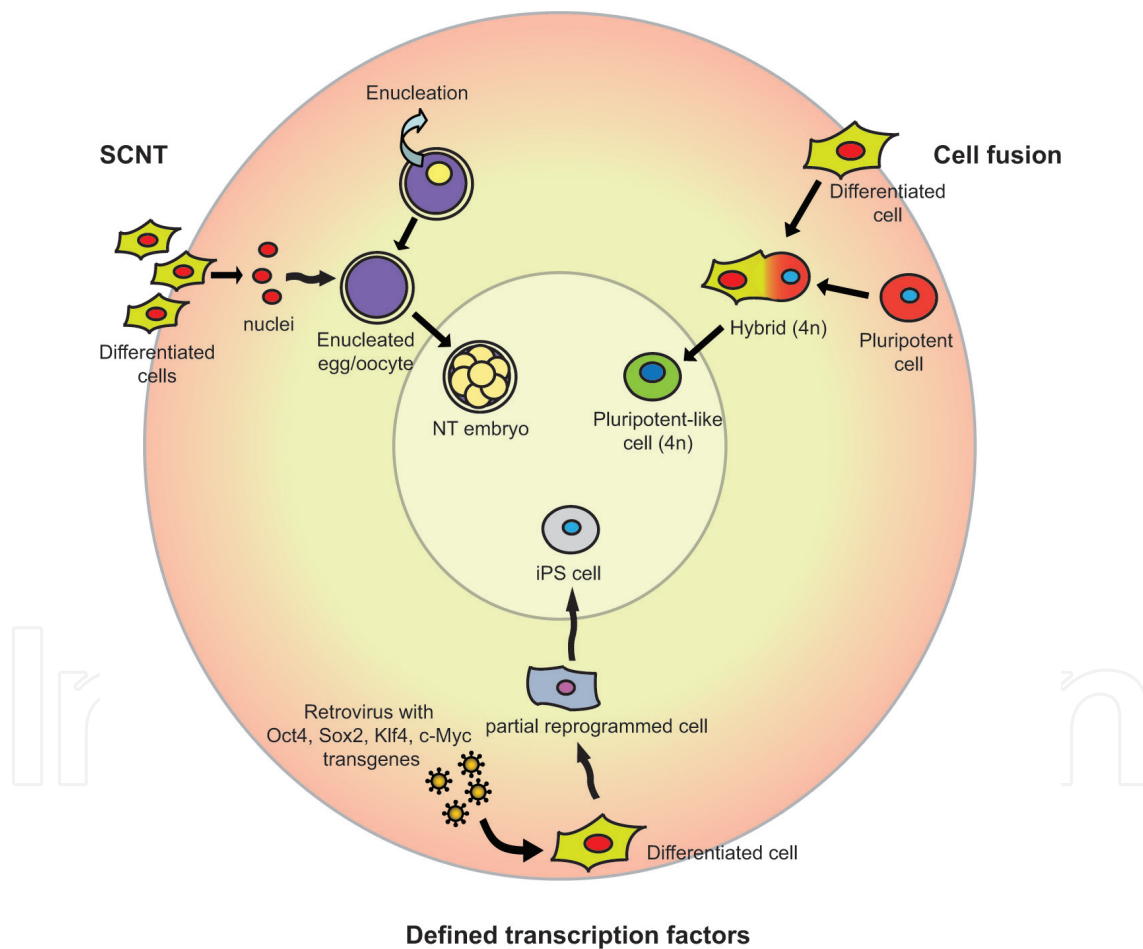 Enucleation
SCNT
Cell fusion
Differentiated
cell
nuclei
Differentiated
cells
Enucleated
egg/oocyte
Hybrid (4n)
Pluripotent
cell
NT embryo
Pluripotent-like
cell (4n)
iPS cell
partial reprogrammed cell
Retrovirus with
Oct4, Sox2, Klf4, c-Myc
transgenes
Differentiated cell
Defined transcription factors